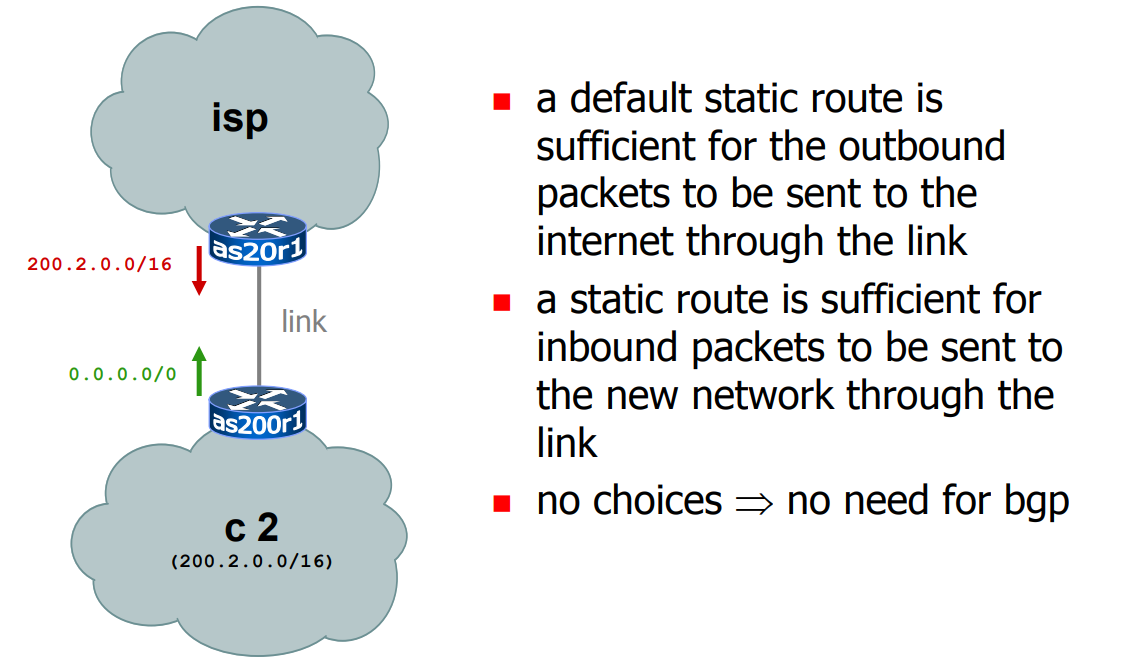 isp
as20r1
200.2.0.0/16
link
0.0.0.0/0
as200r1
c 2
(200.2.0.0/16)
■ a default static route is
sufficient for the outbound
packets to be sent to the
internet through the link
■ a static route is sufficient for
inbound packets to be sent to
the new network through the
link
■ no choices ⇒ no need for bgp